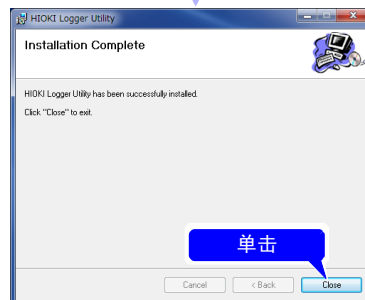 HIOKI Logger Utility
Installation Complete
HIOKI Logger Utility has been successfully installed.
Click "Close" to exit.
单击
Cancel
< Back
Close